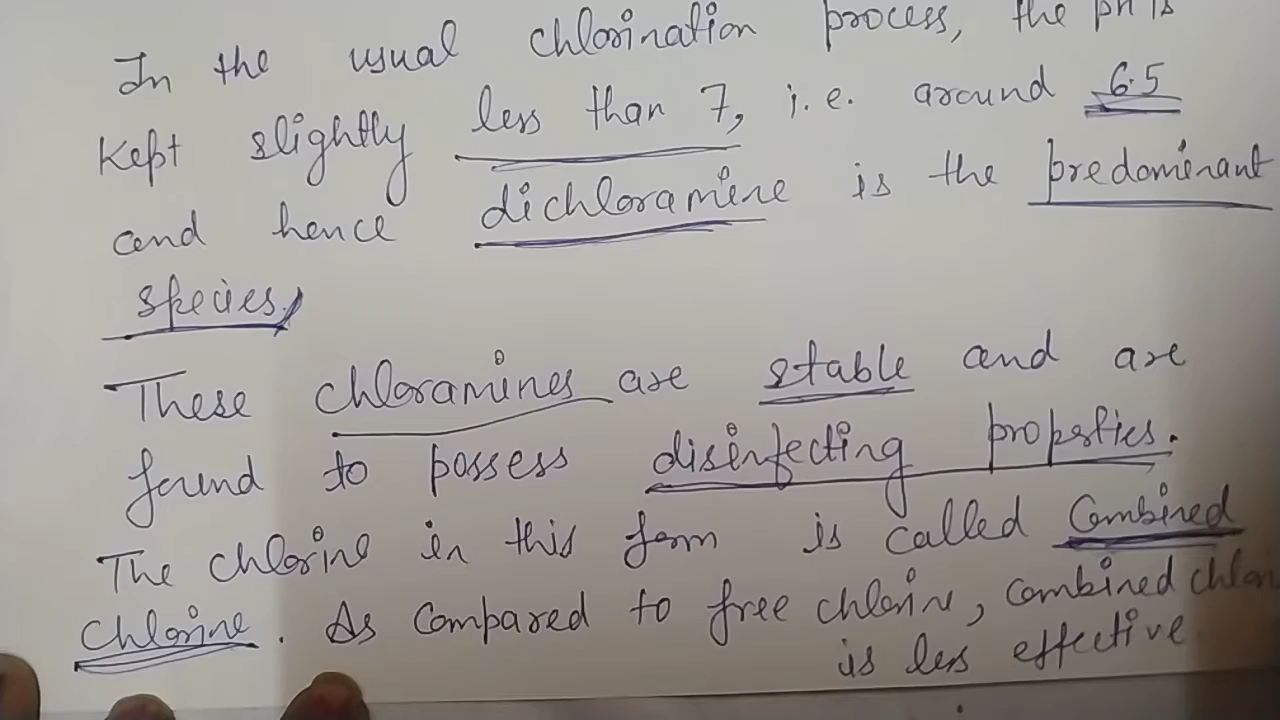 In the usual chlorination process, the pH is
kept slightly less than 7, i.e. around 6.5
and hence dichloramine is the predominant
species.
These chloramines are stable and are
found to possess disinfecting properties.
The chlorine in this form is called Combined
chlorine. As compared to free chlorine, combined chlori
is less effective